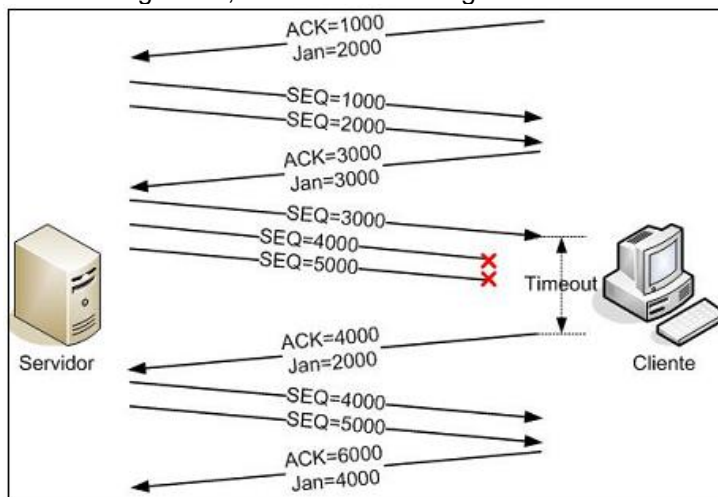 ACK=1000
Jan=2000
SEQ=1000
SEQ=2000
ACK=3000
Jan=3000
SEQ=3000
SEQ=4000
SEQ=5000
Timeout
Servidor
Cliente
ACK=4000
Jan=2000
SEQ=4000
SEQ=5000
ACK=6000
Jan=4000